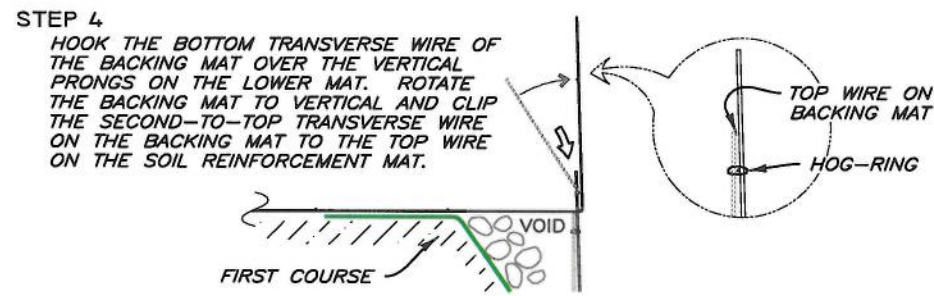 STEP 4
HOOK THE BOTTOM TRANSVERSE WIRE OF
THE BACKING MAT OVER THE VERTICAL
PRONGS ON THE LOWER MAT. ROTATE
THE BACKING MAT TO VERTICAL AND CLIP
THE SECOND-TO-TOP TRANSVERSE WIRE
ON THE BACKING MAT TO THE TOP WIRE
ON THE SOIL REINFORCEMENT MAT.
TOP WIRE ON
BACKING MAT
HOG-RING
VOID
FIRST COURSE